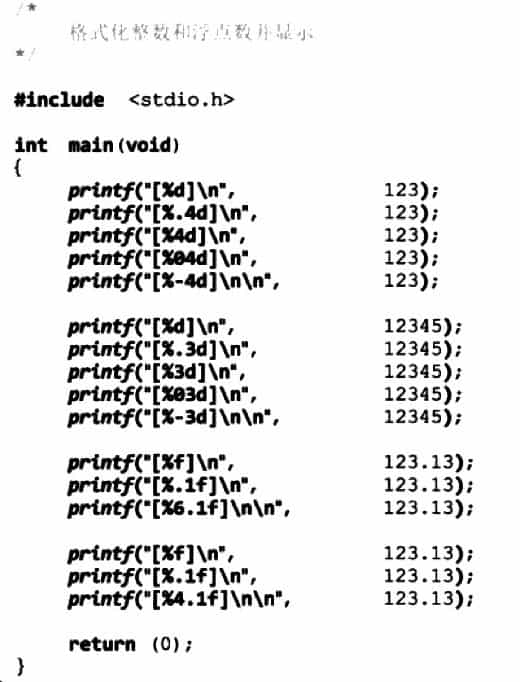 /*
格式化整数和浮点数并显示
*/
#include <stdio.h>
int main(void)
{
printf("[%d]\n", 123);
printf("[%.4d]\n", 123);
printf("[%4d]\n", 123);
printf("[%04d]\n", 123);
printf("[%-4d]\n\n", 123);
printf("[%d]\n", 12345);
printf("[%.3d]\n", 12345);
printf("[%3d]\n", 12345);
printf("[%03d]\n", 12345);
printf("[%-3d]\n\n", 12345);
printf("[%f]\n", 123.13);
printf("[%.1f]\n", 123.13);
printf("[%6.1f]\n\n", 123.13);
printf("[%f]\n", 123.13);
printf("[%.1f]\n", 123.13);
printf("[%4.1f]\n\n", 123.13);
return (0);
}